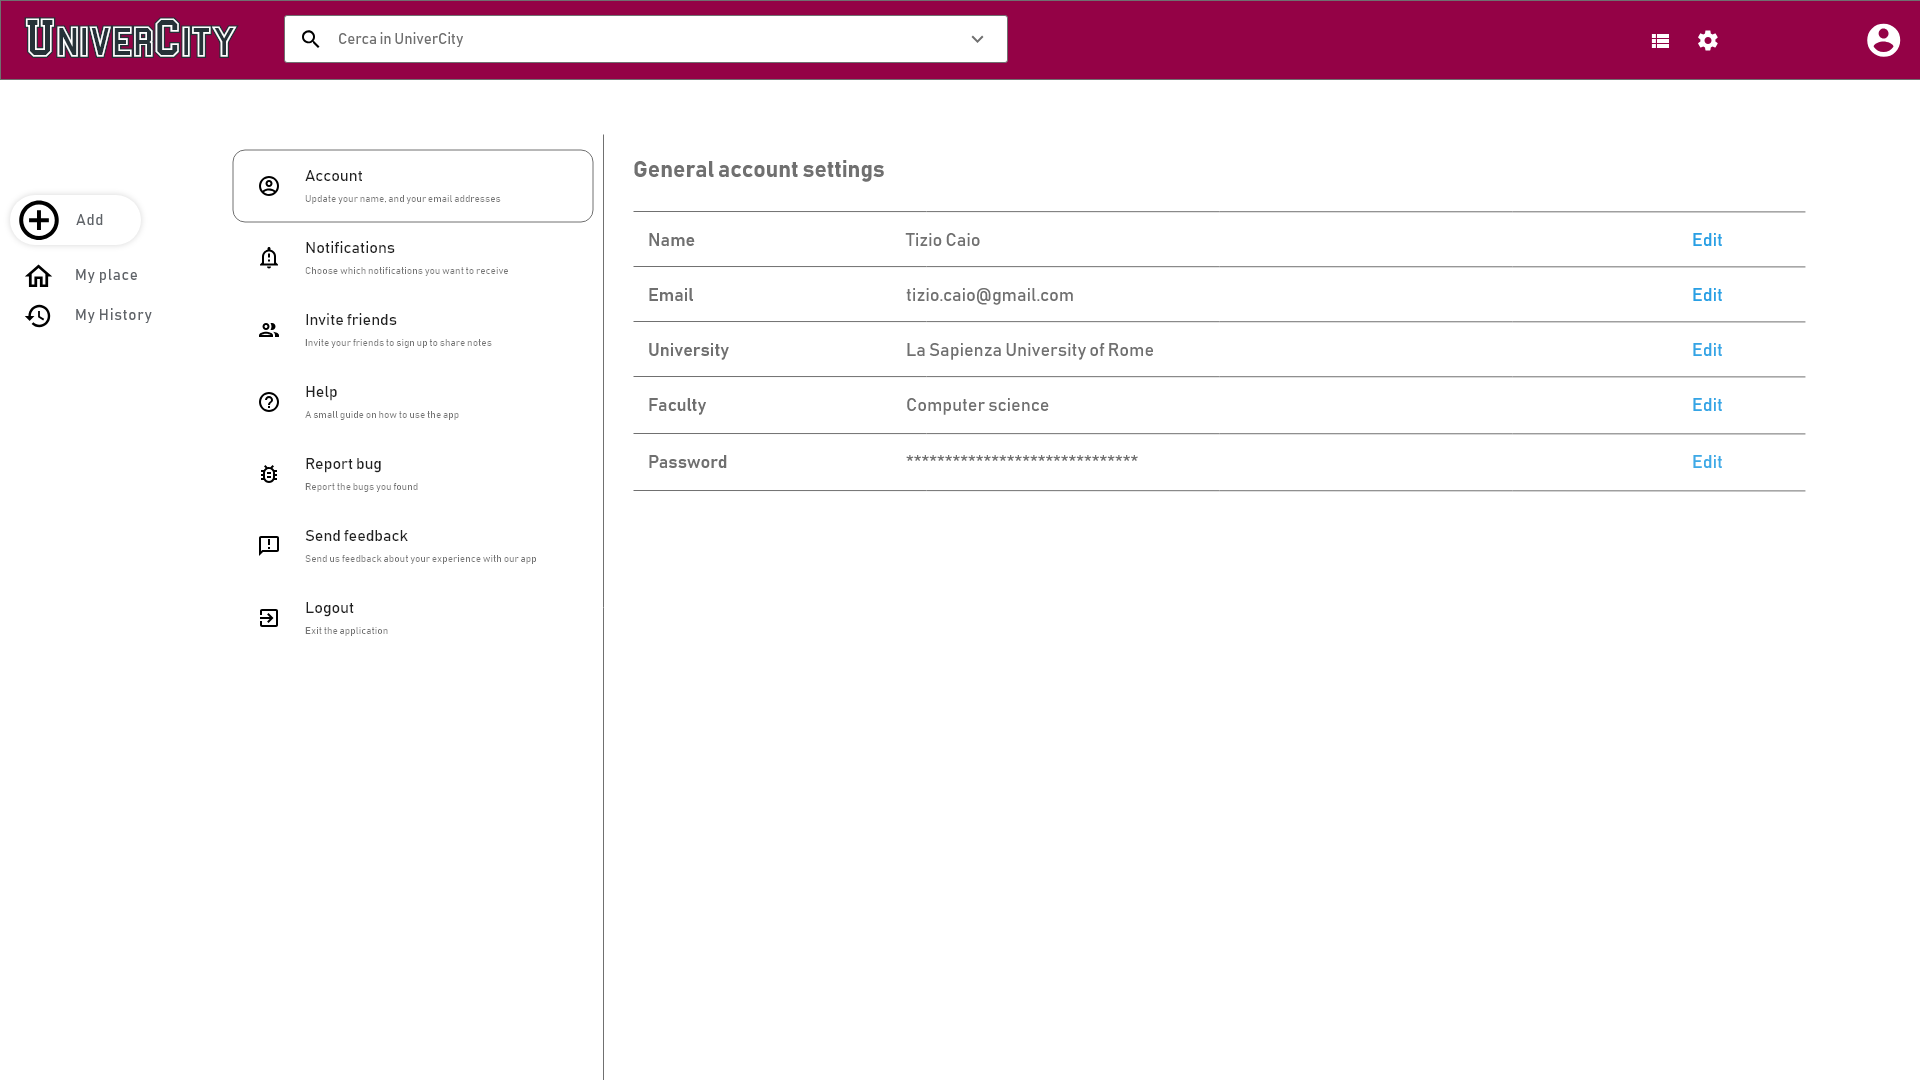 UNIVERCITY
Cerca in UniverCity
Add
My place
My History
Account
Update your name, and your email addresses
Notifications
Choose which notifications you want to receive
Invite friends
Invite your friends to sign up to share notes
Help
A small guide on how to use the app
Report bug
Report the bugs you found
Send feedback
Send us feedback about your experience with our app
Logout
Exit the application
General account settings
Name Tizio Caio Edit
Email tizio.caio@gmail.com Edit
University La Sapienza University of Rome Edit
Faculty Computer science Edit
Password ****************************** Edit